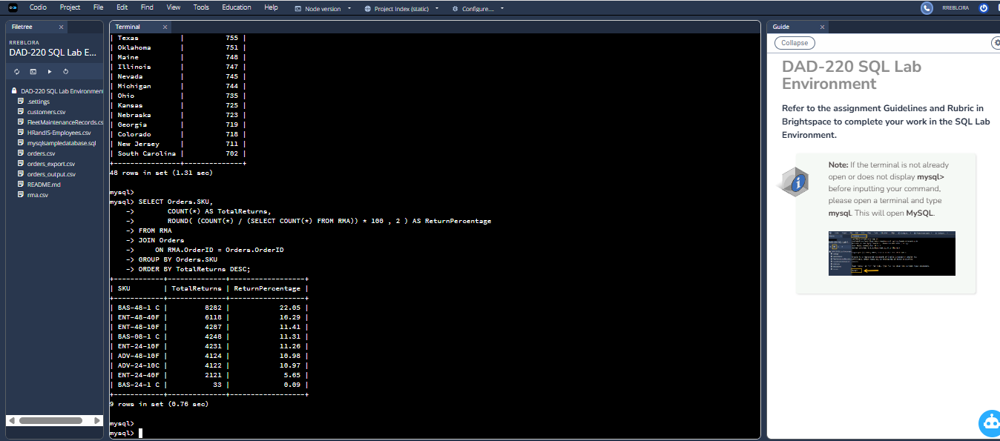 Codio Project File Edit Find View Tools Education Help Node version Project Index (static) Configure... RREBLORA
Filetree
RREBLORA
DAD-220 SQL Lab E...
DAD-220 SQL Lab Environment
.settings
customers.csv
FleetMaintenanceRecords.cs
HRandIS-Employees.csv
mysqlsampledatabase.sql
orders.csv
orders_export.csv
orders_output.csv
README.md
rma.csv
Terminal
| Texas | 755 |
| Oklahoma | 751 |
| Maine | 748 |
| Illinois | 747 |
| Nevada | 745 |
| Michigan | 744 |
| Ohio | 735 |
| Kansas | 725 |
| Nebraska | 723 |
| Georgia | 719 |
| Colorado | 718 |
| New Jersey | 711 |
| South Carolina | 702 |
+----------------+--------------+
48 rows in set (1.31 sec)
mysql>
mysql> SELECT Orders.SKU,
-> COUNT(*) AS TotalReturns,
-> ROUND( (COUNT(*) / (SELECT COUNT(*) FROM RMA)) * 100 , 2 ) AS ReturnPercentage
-> FROM RMA
-> JOIN Orders
-> ON RMA.OrderID = Orders.OrderID
-> GROUP BY Orders.SKU
-> ORDER BY TotalReturns DESC;
+------------+--------------+------------------+
| SKU | TotalReturns | ReturnPercentage |
+------------+--------------+------------------+
| BAS-48-1 C | 8282 | 22.05 |
| ENT-48-40F | 6118 | 16.29 |
| ENT-48-10F | 4287 | 11.41 |
| BAS-08-1 C | 4248 | 11.31 |
| ENT-24-10F | 4231 | 11.26 |
| ADV-48-10F | 4124 | 10.98 |
| ADV-24-10C | 4122 | 10.97 |
| ENT-24-40F | 2121 | 5.65 |
| BAS-24-1 C | 33 | 0.09 |
+------------+--------------+------------------+
9 rows in set (0.76 sec)
mysql>
mysql>
Guide
Collapse
DAD-220 SQL Lab
Environment
Refer to the assignment Guidelines and Rubric in
Brightspace to complete your work in the SQL Lab
Environment.
Note: If the terminal is not already
open or does not display mysql>
before inputting your command,
please open a terminal and type
mysql. This will open MySQL.